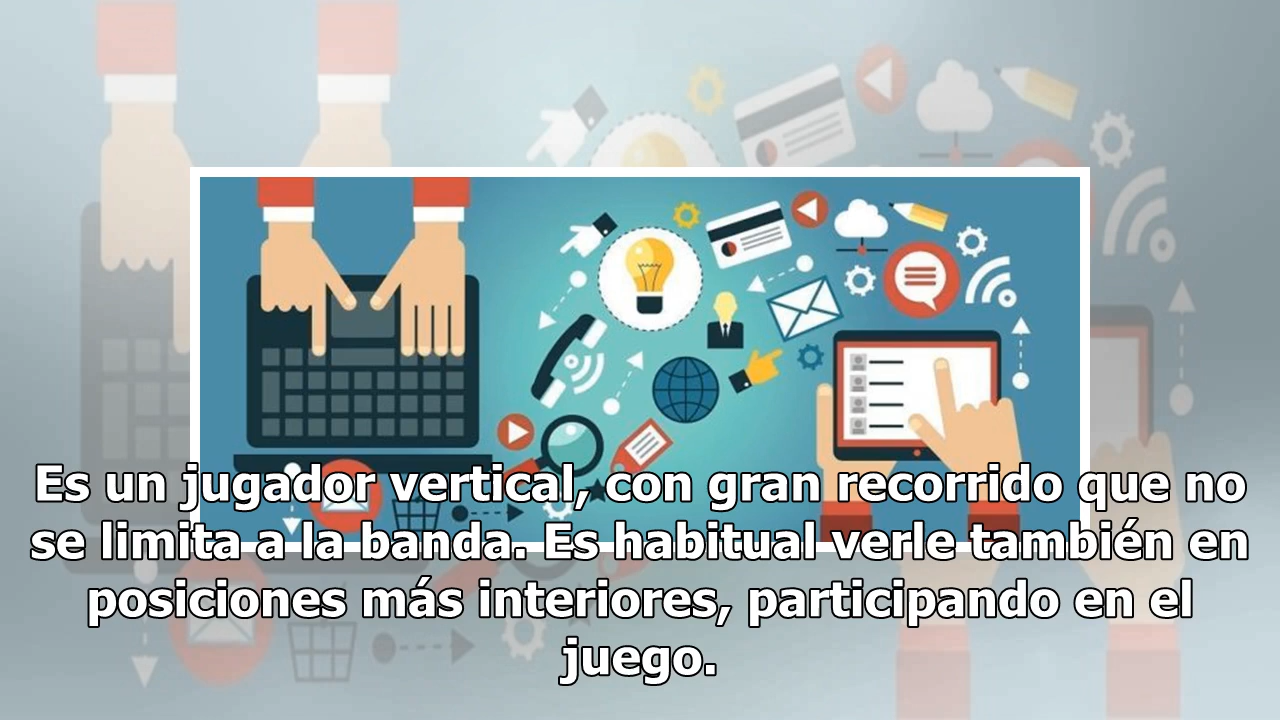 Es un jugador vertical, con gran recorrido que no
se limita a la banda. Es habitual verle también en
posiciones más interiores, participando en el
juego.